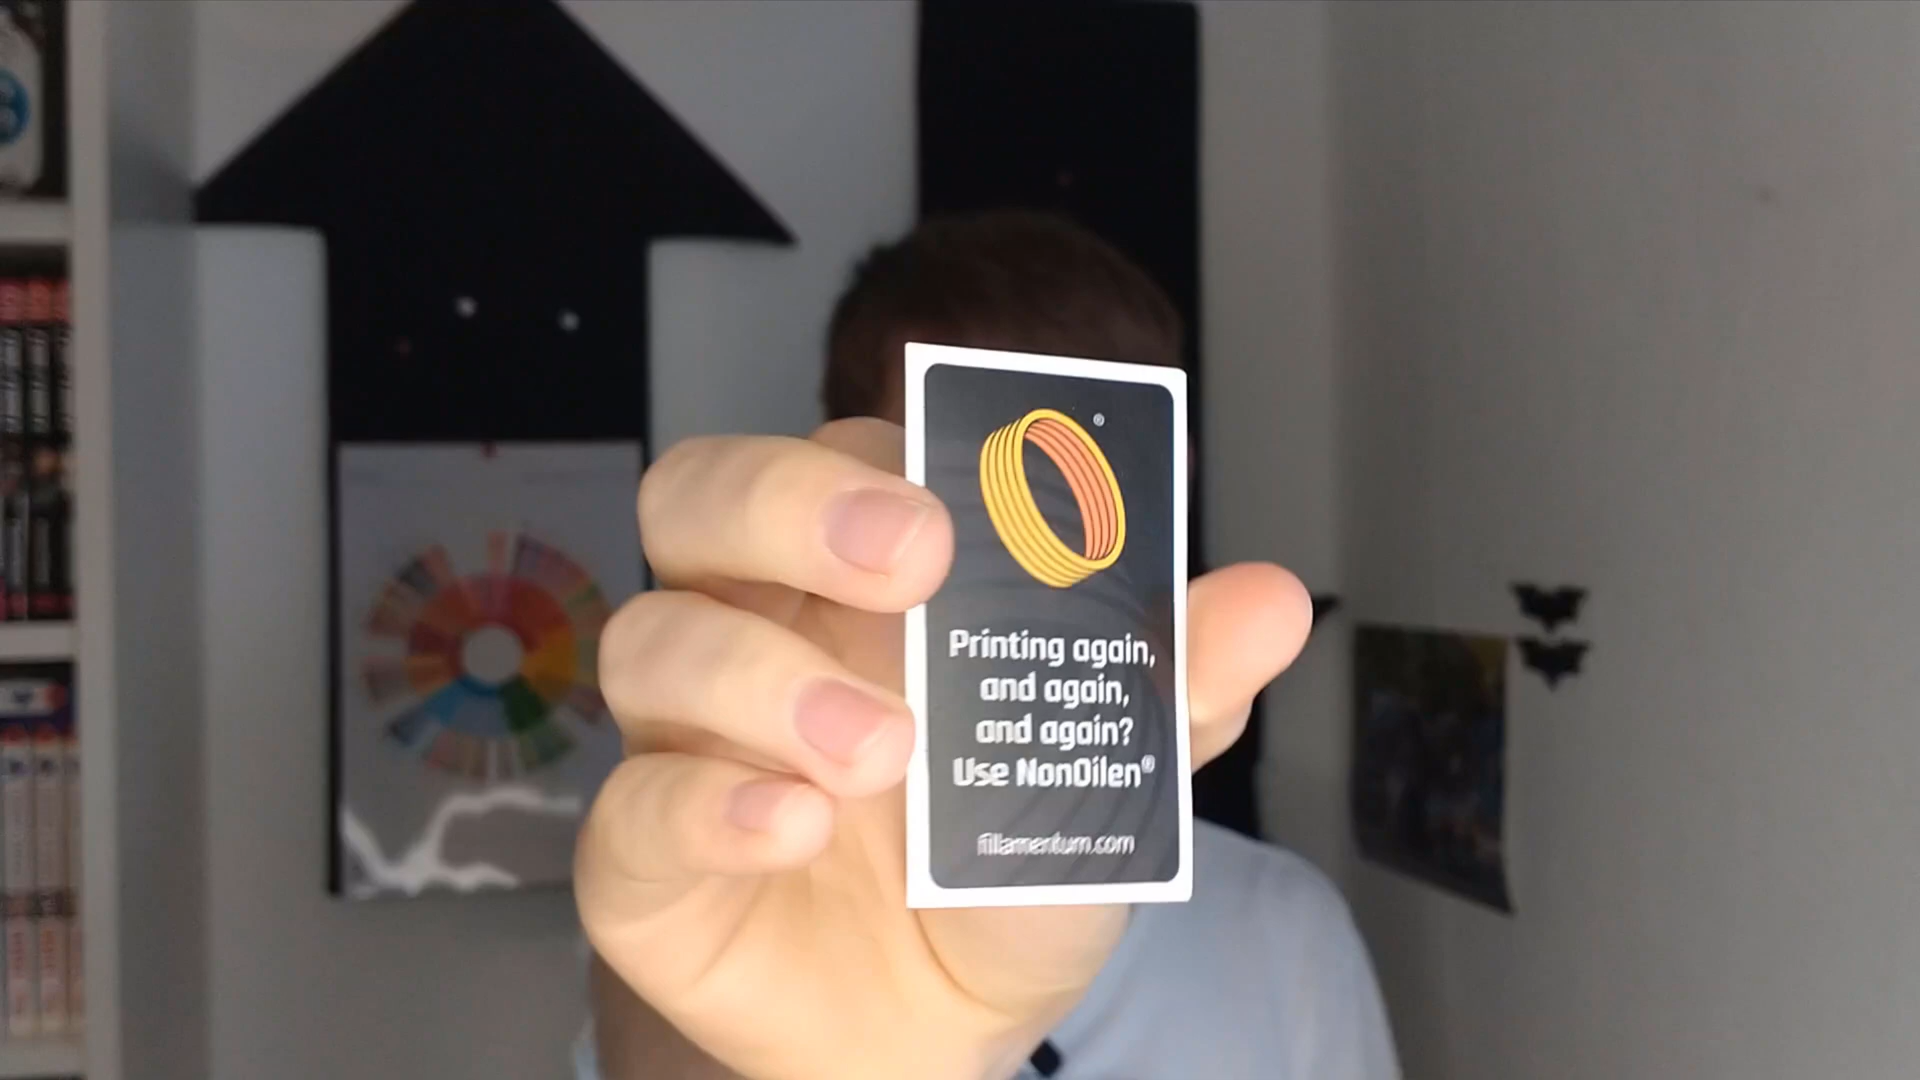 ®
Printing again,
and again,
and again?
Use NonOilen®
fillamentum.com